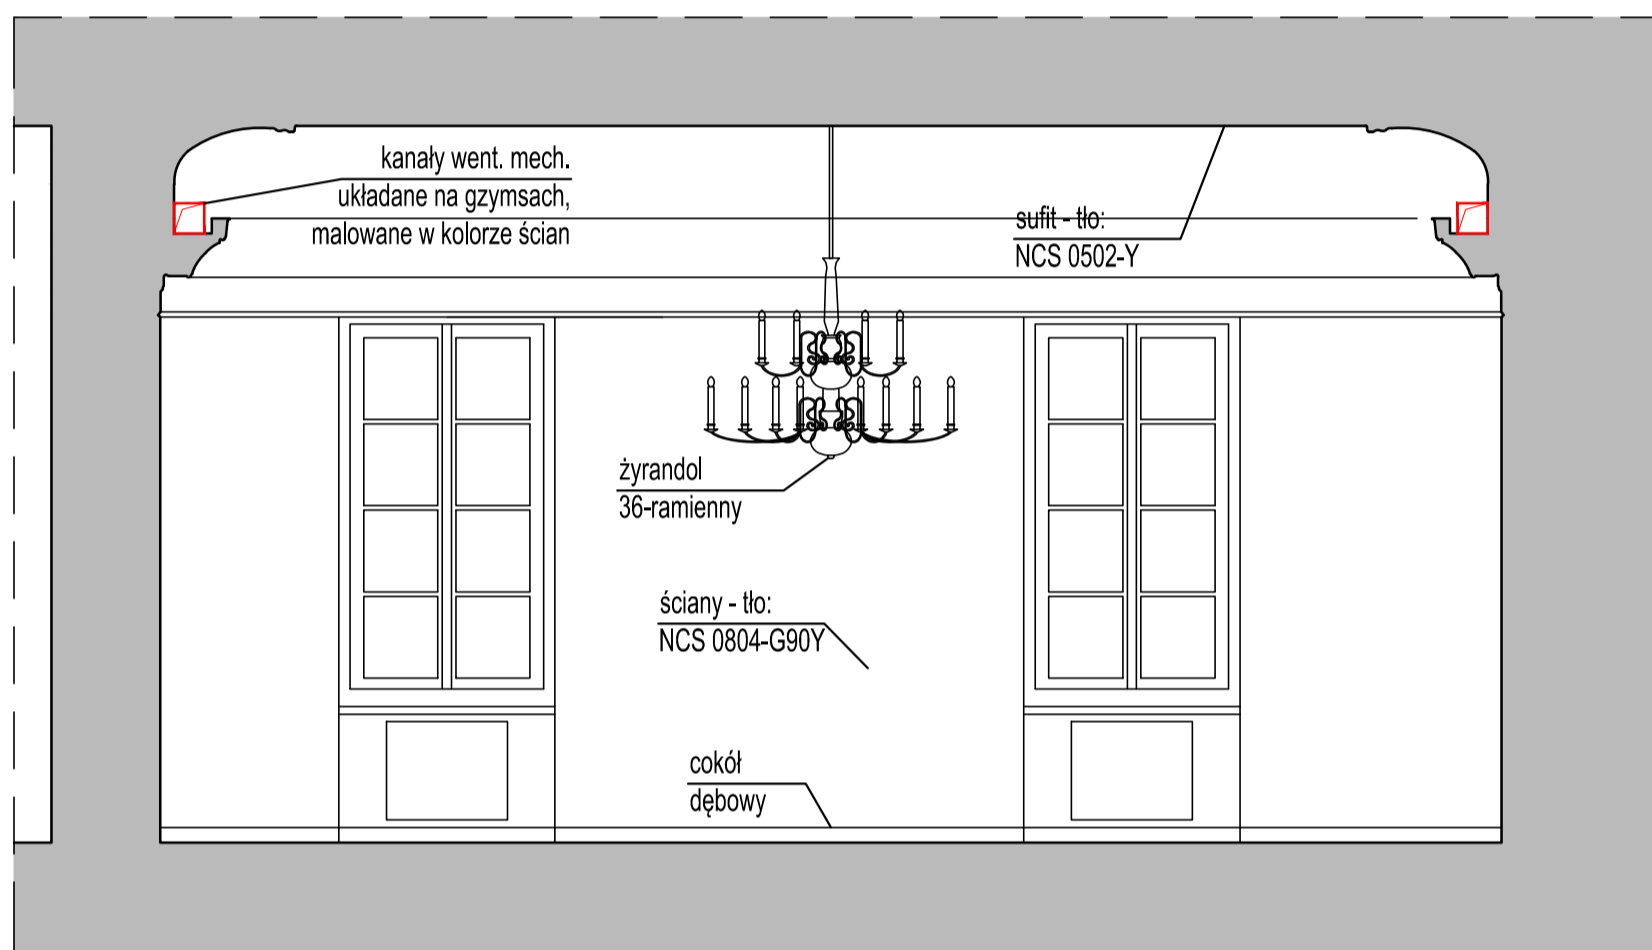 kanały went. mech.
układane na gzymsach,
malowane w kolorze ścian
sufit - tło:
NCS 0502-Y
żyrandol
36-ramienny
ściany - tło:
NCS 0804-G90Y
cokół
dębowy